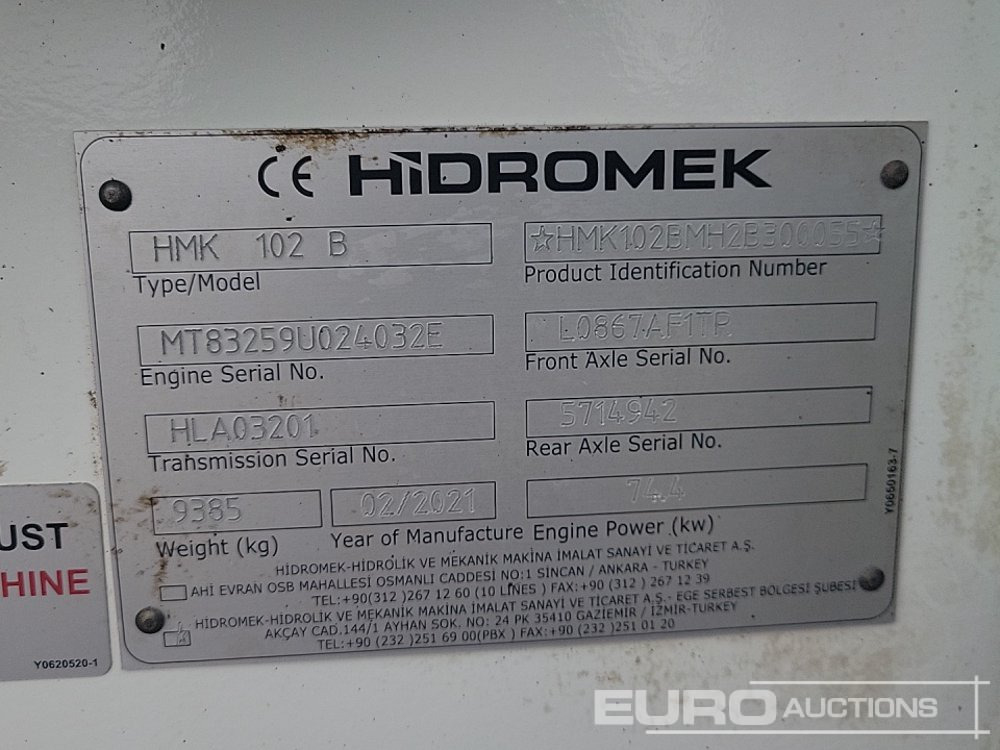 CE HİDROMEK
HMK 102 B
Type/Model
☆HMK102BMH2B300055☆
Product Identification Number
MT83259U024032E
Engine Serial No.
L0867AF1TR
Front Axle Serial No.
HLA03201
Transmission Serial No.
5714942
Rear Axle Serial No.
9385
Weight (kg)
02/2021
Year of Manufacture
74.4
Engine Power (kw)
Y0650163-7
HİDROMEK-HİDROLİK VE MEKANİK MAKİNA İMALAT SANAYİ VE TİCARET A.Ş.
AHİ EVRAN OSB MAHALLESİ OSMANLI CADDESİ NO:1 SİNCAN / ANKARA - TURKEY
TEL:+90(312 )267 12 60 (10 LINES ) FAX:+90 (312 ) 267 12 39
HİDROMEK-HİDROLİK VE MEKANİK MAKİNA İMALAT SANAYİ VE TİCARET A.Ş.- EGE SERBEST BÖLGESİ ŞUBESİ
AKÇAY CAD.144/1 AYHAN SOK. NO: 24 PK 35410 GAZİEMİR / İZMİR-TURKEY
TEL:+90 (232 )251 69 00(PBX ) FAX:+90 (232 )251 01 20
UST
HINE
Y0620520-1
EURO AUCTIONS